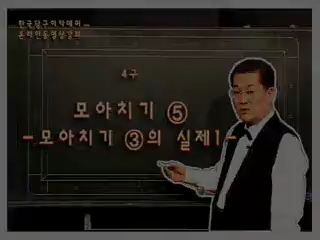 한국당구아카데미
온라인동영상강좌
4구
모아치기 ⑤
-모아치기 ③의 실제1-